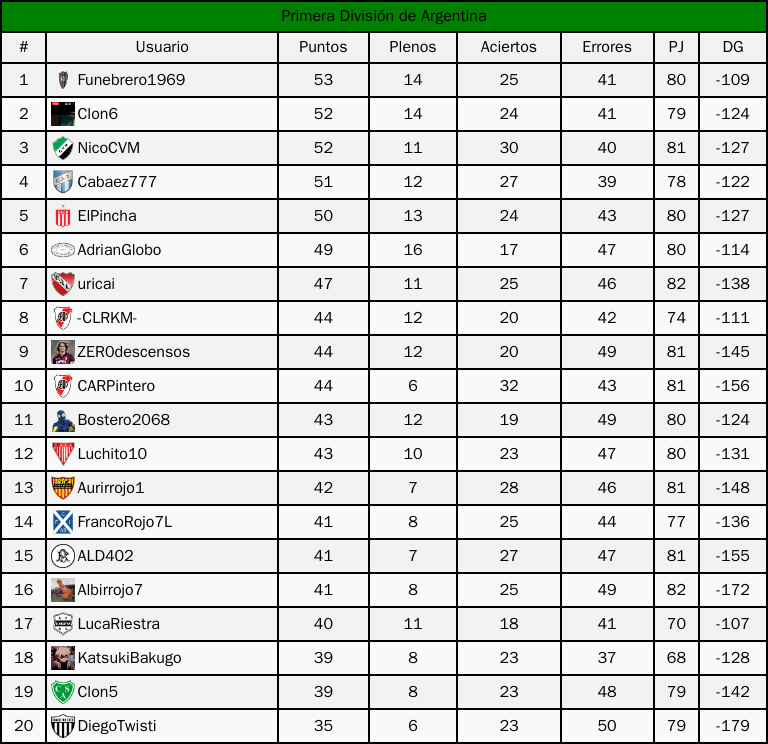 Primera División de Argentina
# Usuario Puntos Plenos Aciertos Errores PJ DG
1 Funebrero1969 53 14 25 41 80 -109
2 Clon6 52 14 24 41 79 -124
3 NicoCVM 52 11 30 40 81 -127
4 Cabaez777 51 12 27 39 78 -122
5 ElPincha 50 13 24 43 80 -127
6 AdrianGlobo 49 16 17 47 80 -114
7 uricai 47 11 25 46 82 -138
8 -CLRKM- 44 12 20 42 74 -111
9 ZER0descensos 44 12 20 49 81 -145
10 CARPintero 44 6 32 43 81 -156
11 Bostero2068 43 12 19 49 80 -124
12 Luchito10 43 10 23 47 80 -131
13 Aurirrojo1 42 7 28 46 81 -148
14 FrancoRojo7L 41 8 25 44 77 -136
15 ALD402 41 7 27 47 81 -155
16 Albirrojo7 41 8 25 49 82 -172
17 LucaRiestra 40 11 18 41 70 -107
18 KatsukiBakugo 39 8 23 37 68 -128
19 Clon5 39 8 23 48 79 -142
20 DiegoTwisti 35 6 23 50 79 -179